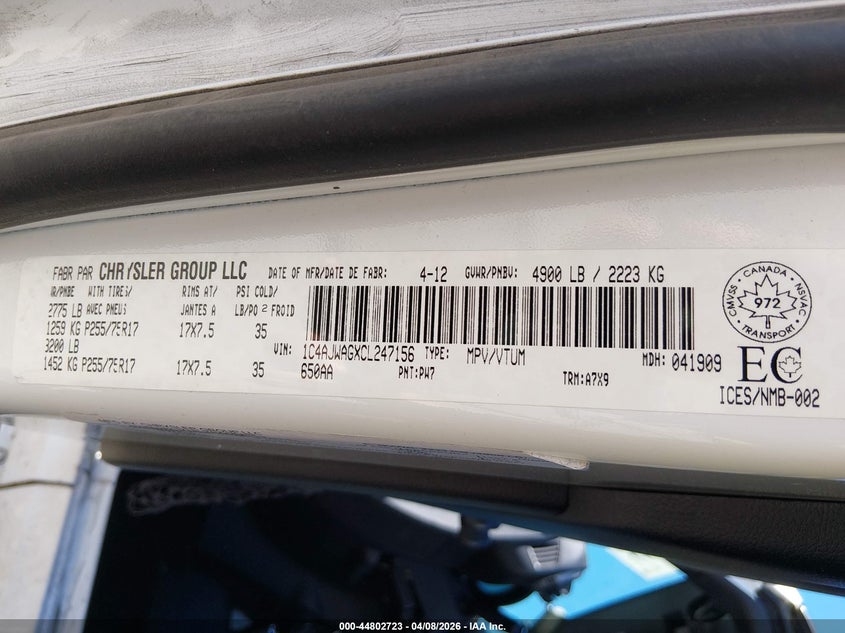 FABR PAR CHRYSLER GROUP LLC DATE OF MFR/DATE DE FABR: 4-12 GVWR/PNBV: 4900 LB / 2223 KG
WR/PNBE WITH TIRES/ RIMS AT/ PSI COLD/
2775 LB AVEC PNEUS JANTES A LB/PO 2 FROID
1259 KG P255/75R17 17X7.5 35
3200 LB
1452 KG P255/75R17 17X7.5 35
VIN: 1C4AJWAGXCL247156 TYPE: MPV/VTUM MDH: 041909
650AA PNT:PW7 TRM:A7X9
CANADA
CMVSS 972 NSVAC
TRANSPORT
EC
ICES/NMB-002
000-44802723 - 04/08/2026 - IAA Inc.